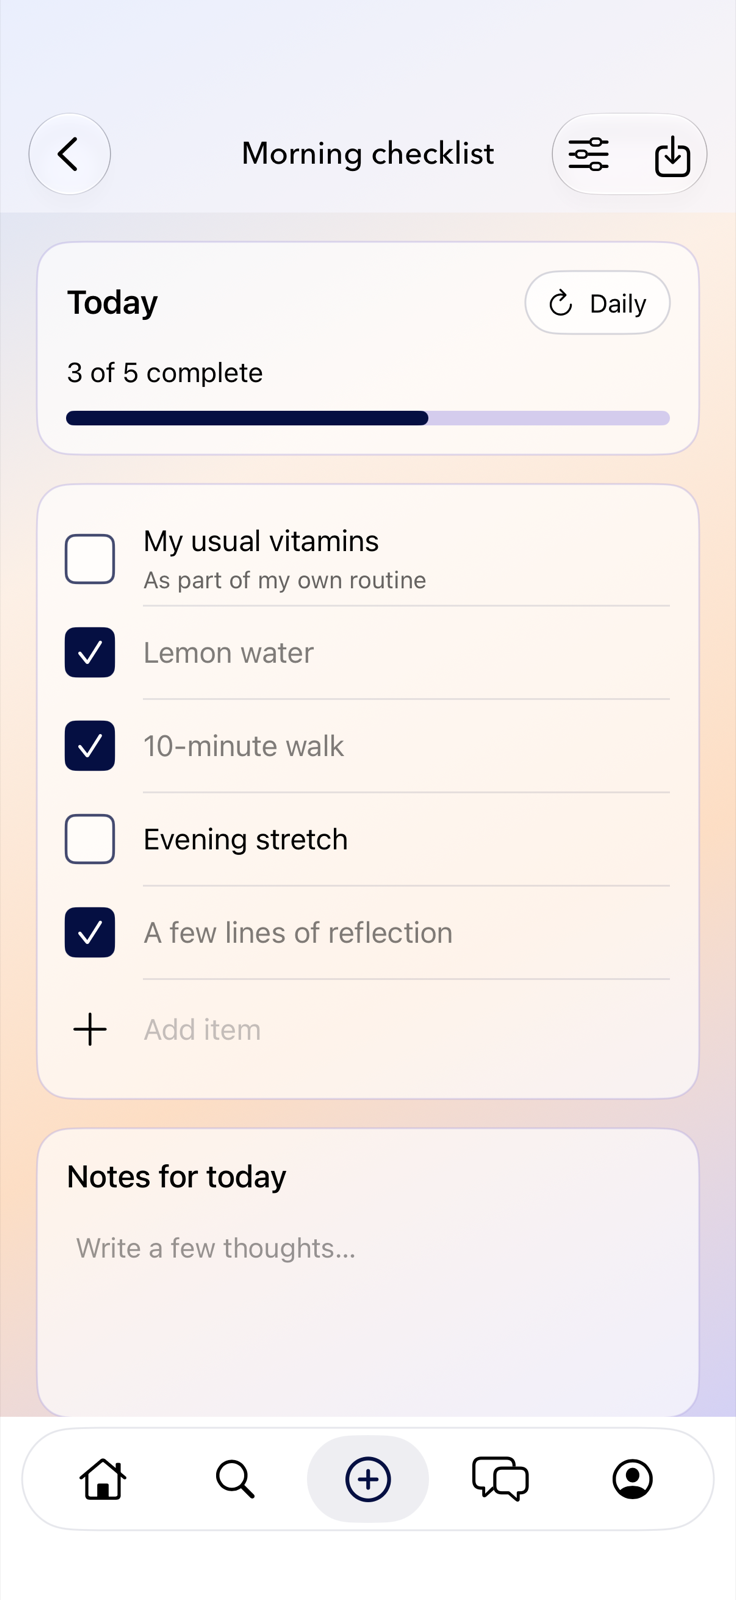 Morning checklist
Today
Daily
3 of 5 complete
My usual vitamins
As part of my own routine
Lemon water
10-minute walk
Evening stretch
A few lines of reflection
Add item
Notes for today
Write a few thoughts...